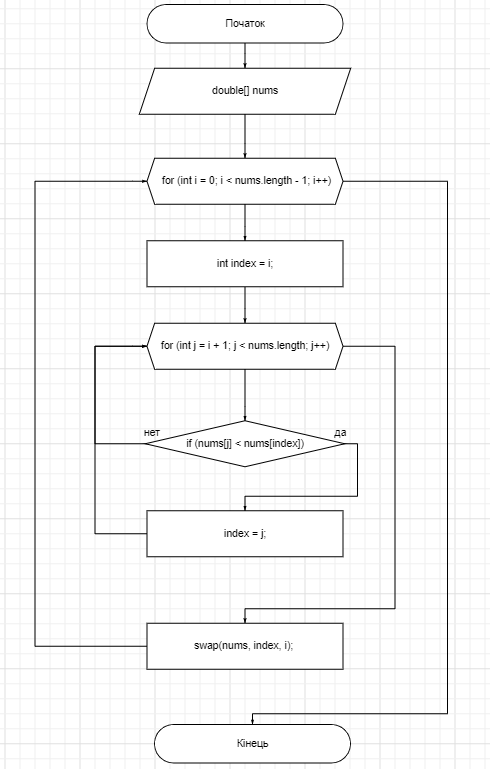 Початок
double[] nums
for (int i = 0; i < nums.length - 1; i++)
int index = i;
for (int j = i + 1; j < nums.length; j++)
нет
да
if (nums[j] < nums[index])
index = j;
swap(nums, index, i);
Кінець